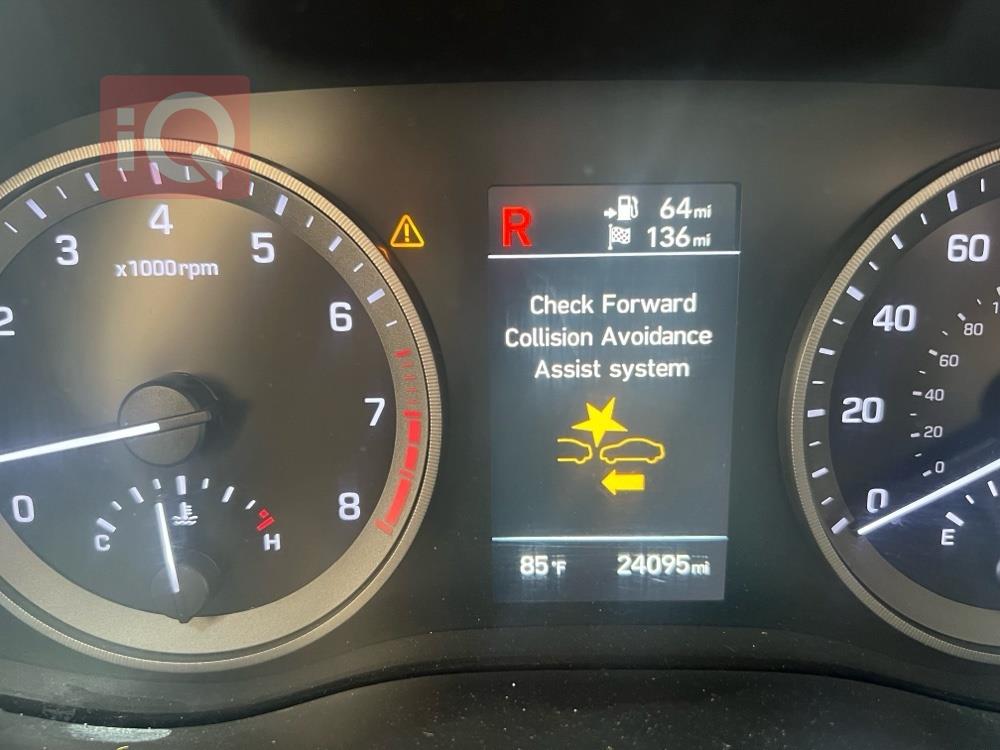 iQ
2
3
4
5
6
7
8
0
x1000rpm
C
H
R
64mi
136mi
Check Forward
Collision Avoidance
Assist system
85°F
24095mi
60
40
20
0
80
60
40
20
0
E